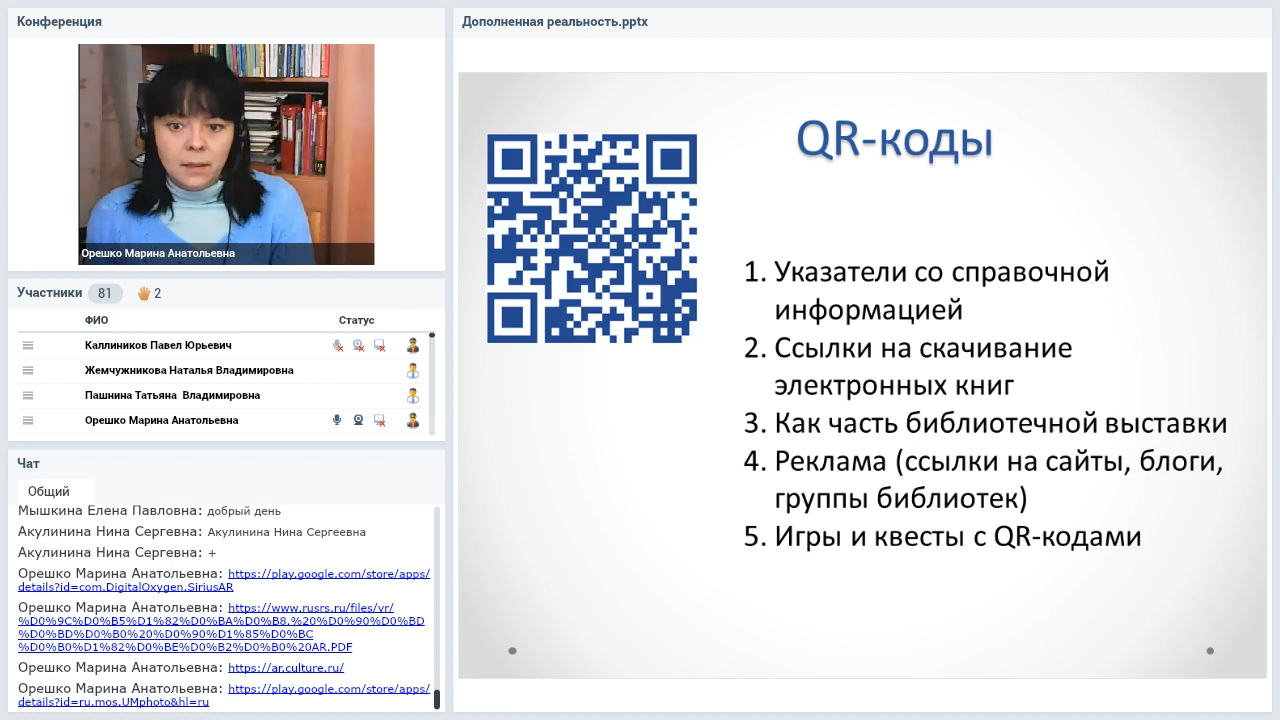 Конференция
Орешко Марина Анатольевна
Участники 81 2
ФИО Статус
Каллиников Павел Юрьевич
Жемчужникова Наталья Владимировна
Пашнина Татьяна Владимировна
Орешко Марина Анатольевна
Чат
Общий
Мышкина Елена Павловна: добрый день
Акулинина Нина Сергевна: Акулинина Нина Сергеевна
Акулинина Нина Сергевна: +
Орешко Марина Анатольевна: https://play.google.com/store/apps/
details?id=com.DigitalOxygen.SiriusAR
Орешко Марина Анатольевна: https://www.rusrs.ru/files/vr/
%D0%9C%D0%B5%D1%82%D0%BA%D0%B8.%20%D0%90%D0%BD
%D0%BD%D0%B0%20%D0%90%D1%85%D0%BC
%D0%B0%D1%82%D0%BE%D0%B2%D0%B0%20AR.PDF
Орешко Марина Анатольевна: https://ar.culture.ru/
Орешко Марина Анатольевна: https://play.google.com/store/apps/
details?id=ru.mos.UMphoto&hl=ru
Дополненная реальность.pptx
QR-коды
1. Указатели со справочной
информацией
2. Ссылки на скачивание
электронных книг
3. Как часть библиотечной выставки
4. Реклама (ссылки на сайты, блоги,
группы библиотек)
5. Игры и квесты с QR-кодами